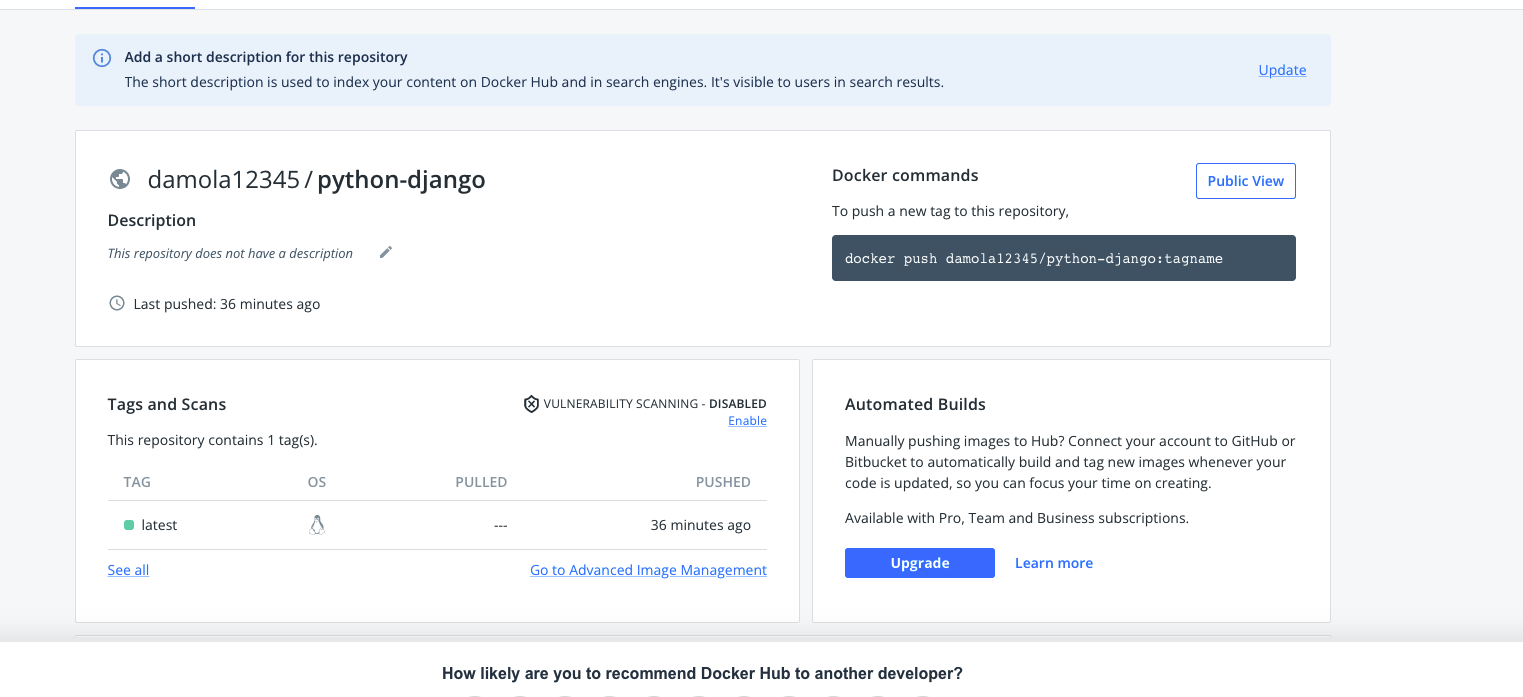 Add a short description for this repository
The short description is used to index your content on Docker Hub and in search engines. It's visible to users in search results.
Update
damola12345 / python-django
Description
This repository does not have a description
Last pushed: 36 minutes ago
Docker commands
Public View
To push a new tag to this repository,
docker push damola12345/python-django:tagname
Tags and Scans
VULNERABILITY SCANNING - DISABLED
Enable
This repository contains 1 tag(s).
TAG OS PULLED PUSHED
latest --- 36 minutes ago
See all
Go to Advanced Image Management
Automated Builds
Manually pushing images to Hub? Connect your account to GitHub or
Bitbucket to automatically build and tag new images whenever your
code is updated, so you can focus your time on creating.
Available with Pro, Team and Business subscriptions.
Upgrade
Learn more
How likely are you to recommend Docker Hub to another developer?